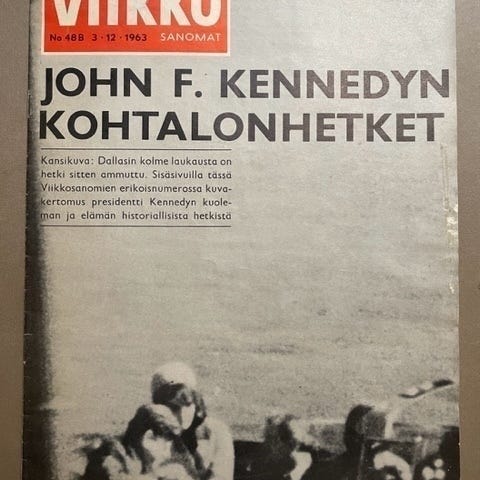 VIIKKO
No 48B 3·12·1963 SANOMAT
JOHN F. KENNEDYN
KOHTALONHETKET
Kansikuva: Dallasin kolme laukausta on
hetki sitten ammuttu. Sisäsivuilla tässä
Viikkosanomien erikoisnumerossa kuva-
kertomus presidentti Kennedyn kuole-
man ja elämän historiallisista hetkistä